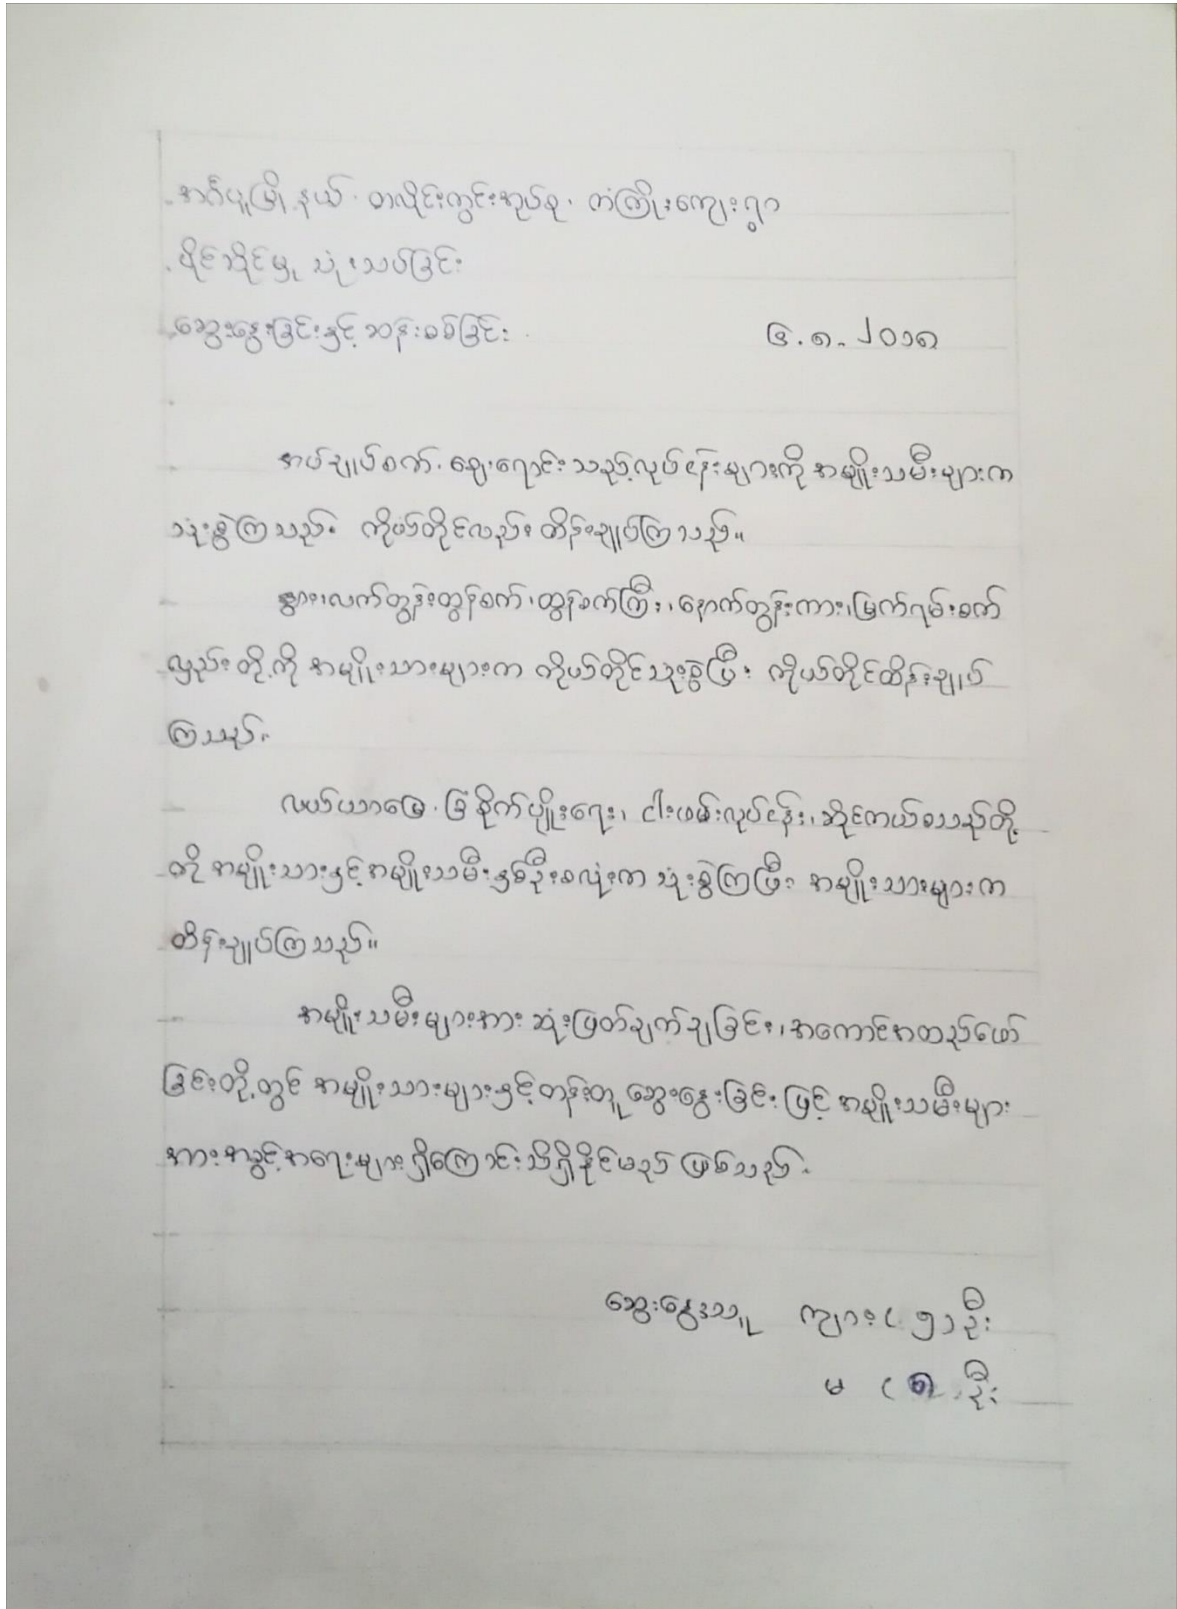 အင်္ဂပူမြို့နယ်၊ တလိုင်းကွင်းအုပ်စု၊ ကံကြိုးကျေးရွာ
ပိုင်ဆိုင်မှု သုံးသပ်ခြင်း
ဆွေးနွေးခြင်းနှင့် ဆန်းစစ်ခြင်း ၆.၈.၂၀၁၈
အပ်ချုပ်စက်၊ ဈေးရောင်းသည့်လုပ်ငန်းများကို အမျိုးသမီးများက
သုံးစွဲကြသည်။ ကိုယ်တိုင်လည်း ထိန်းချုပ်ကြသည်။
နွား၊လက်တွန်းထွန်စက်၊ထွန်စက်ကြီး၊နောက်တွန်းကား၊မြက်ရမ်းစက်
လှည်းတို့ကို အမျိုးသားများက ကိုယ်တိုင်သုံးစွဲပြီး ကိုယ်တိုင်ထိန်းချုပ်
ကြသည်။
လယ်ယာမြေ၊ ခြံစိုက်ပျိုးရေး၊ ငါးဖမ်းလုပ်ငန်း၊ဆိုင်ကယ်စသည်တို့
ကို အမျိုးသားနှင့်အမျိုးသမီးနှစ်ဦးစလုံးက သုံးစွဲကြပြီး အမျိုးသားများက
ထိန်းချုပ်ကြသည်။
အမျိုးသမီးများအား ဆုံးဖြတ်ချက်ချခြင်း၊အကောင်အထည်ဖော်
ခြင်းတို့တွင် အမျိုးသားများနှင့်တန်းတူ ဆွေးနွေးခြင်းဖြင့် အမျိုးသမီးများ
အားအခွင့်အရေးများရှိကြောင်းသိရှိနိုင်မည် ဖြစ်သည်။
ဆွေးနွေးသူ ကျား(၅)ဦး
မ ( ဦး